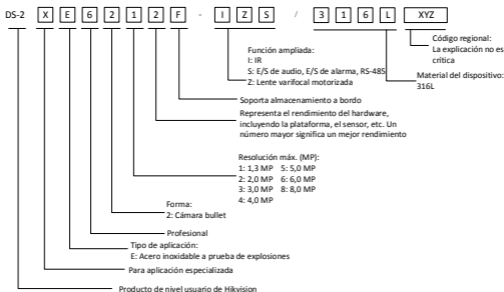 DS-2 X E 6 2 1 2 F - I Z S / 3 1 6 L XYZ
Código regional:
La explicación no es
crítica
Función ampliada:
I: IR
S: E/S de audio, E/S de alarma, RS-485
Z: Lente varifocal motorizada
Material del dispositivo:
316L
Soporta almacenamiento a bordo
Representa el rendimiento del hardware,
incluyendo la plataforma, el sensor, etc. Un
número mayor significa un mejor rendimiento
Resolución máx. (MP):
1: 1,3 MP 5: 5,0 MP
2: 2,0 MP 6: 6,0 MP
3: 3,0 MP 8: 8,0 MP
4: 4,0 MP
Forma:
2: Cámara bullet
Profesional
Tipo de aplicación:
E: Acero inoxidable a prueba de explosiones
Para aplicación especializada
Producto de nivel usuario de Hikvision